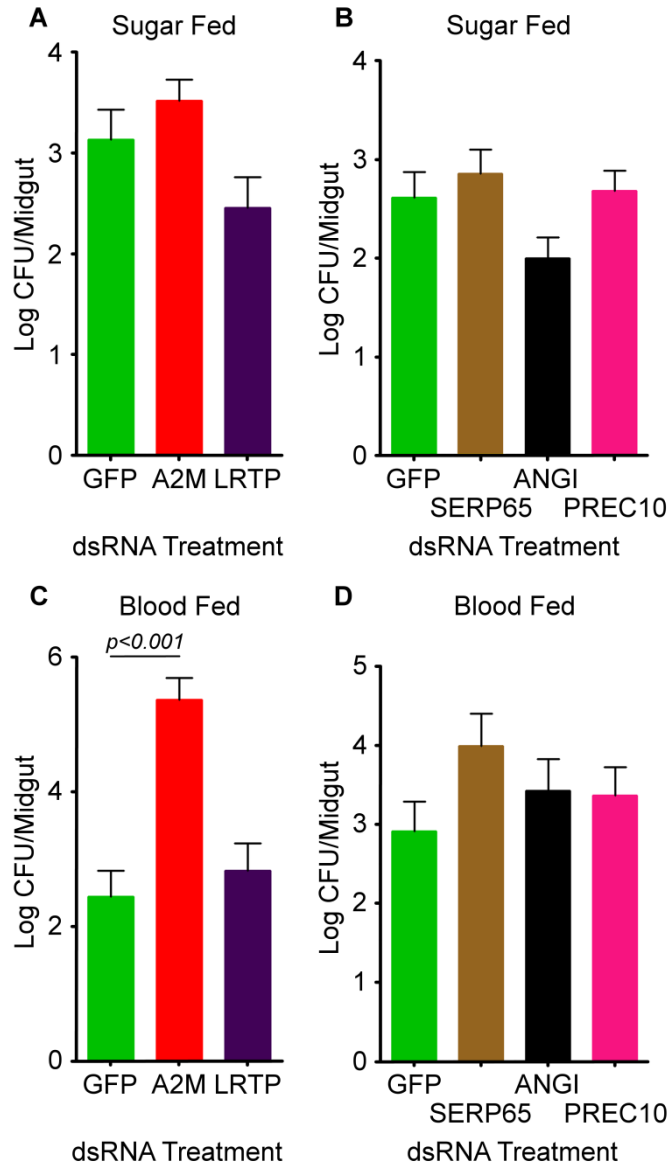 A
Sugar Fed
Log CFU/Midgut
4
3
2
1
0
GFP A2M LRTP
dsRNA Treatment
B
Sugar Fed
Log CFU/Midgut
4
3
2
1
0
GFP ANGI
SERP65 PREC10
dsRNA Treatment
C
Blood Fed
p<0.001
Log CFU/Midgut
6
4
2
0
GFP A2M LRTP
dsRNA Treatment
D
Blood Fed
Log CFU/Midgut
5
4
3
2
1
0
GFP ANGI
SERP65 PREC10
dsRNA Treatment